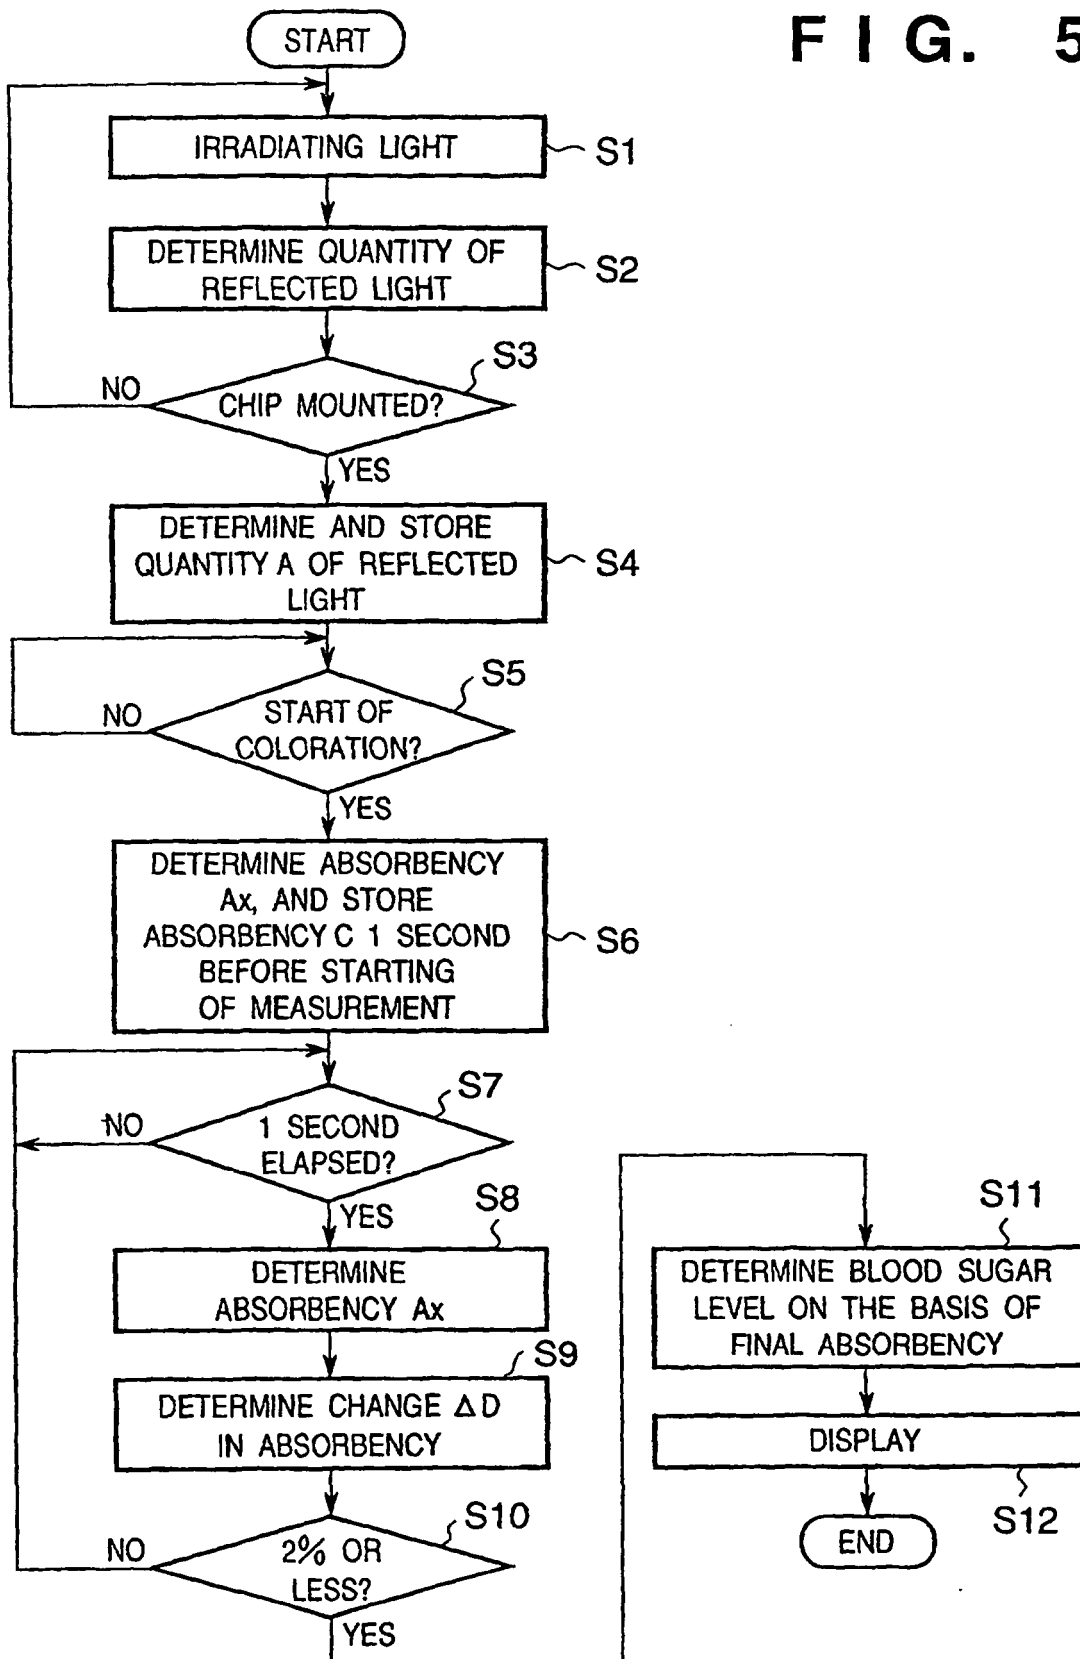 FIG. 5
START
IRRADIATING LIGHT
S1
DETERMINE QUANTITY OF
REFLECTED LIGHT
S2
S3
NO
CHIP MOUNTED?
YES
DETERMINE AND STORE
QUANTITY A OF REFLECTED
LIGHT
S4
S5
NO
START OF
COLORATION?
YES
DETERMINE ABSORBENCY
Ax, AND STORE
ABSORBENCY C 1 SECOND
BEFORE STARTING
OF MEASUREMENT
S6
S7
NO
1 SECOND
ELAPSED?
YES
S8
DETERMINE
ABSORBENCY Ax
S9
DETERMINE CHANGE ΔD
IN ABSORBENCY
S10
NO
2% OR
LESS?
YES
S11
DETERMINE BLOOD SUGAR
LEVEL ON THE BASIS OF
FINAL ABSORBENCY
DISPLAY
S12
END